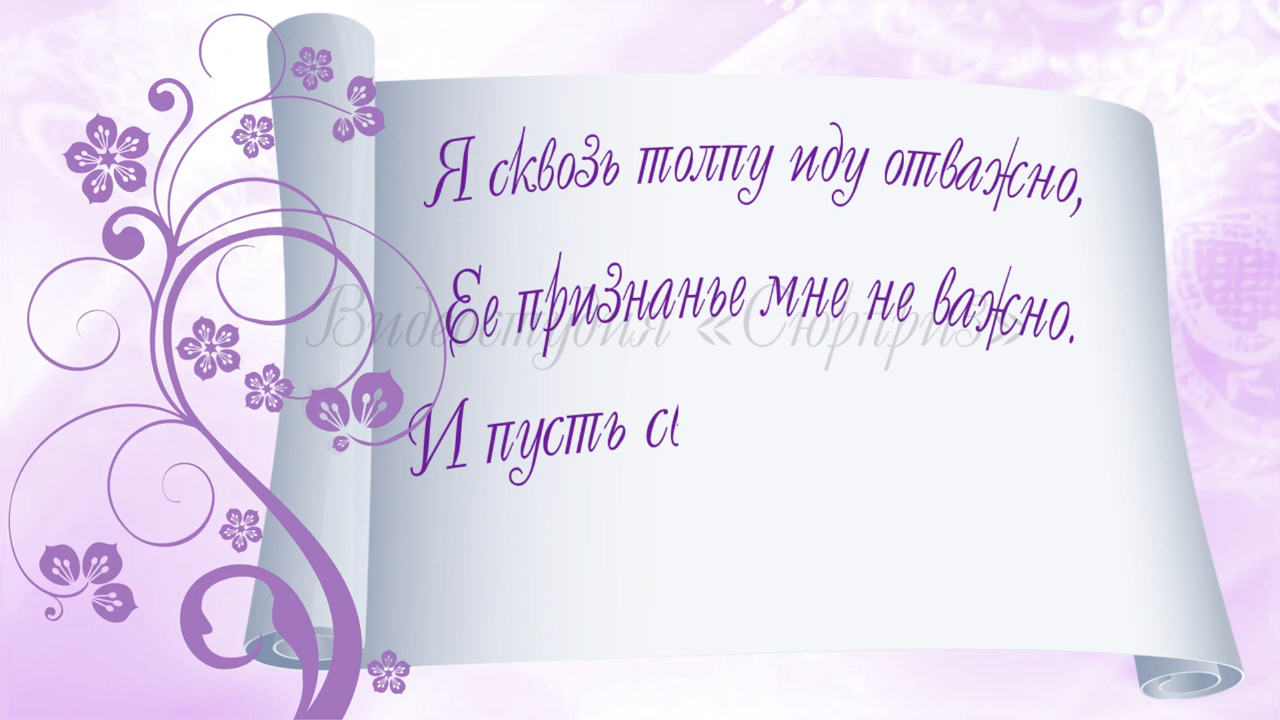 Я сквозь толпу иду отважно,
Ее признанье мне не важно.
Видеостудия «Сюрприз»
И пусть